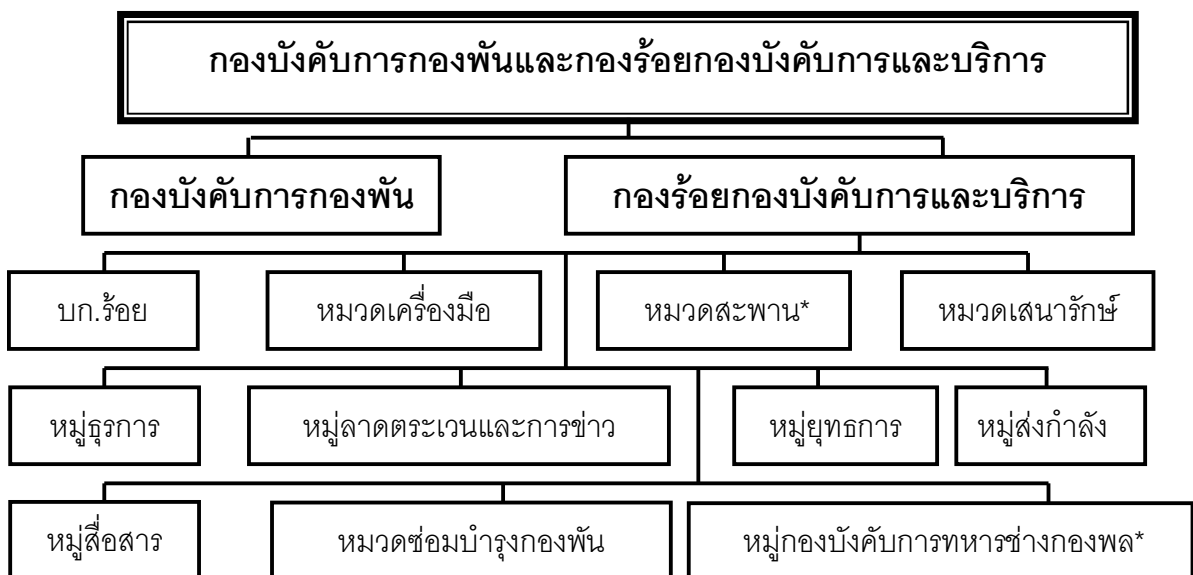 กองบังคับการกองพันและกองร้อยกองบังคับการและบริการ
กองบังคับการกองพัน
กองร้อยกองบังคับการและบริการ
บก.ร้อย
หมวดเครื่องมือ
หมวดสะพาน*
หมวดเสนารักษ์
หมู่ธุรการ
หมู่ลาดตระเวนและการข่าว
หมู่ยุทธการ
หมู่ส่งกำลัง
หมู่สื่อสาร
หมวดซ่อมบำรุงกองพัน
หมู่กองบังคับการทหารช่างกองพล*